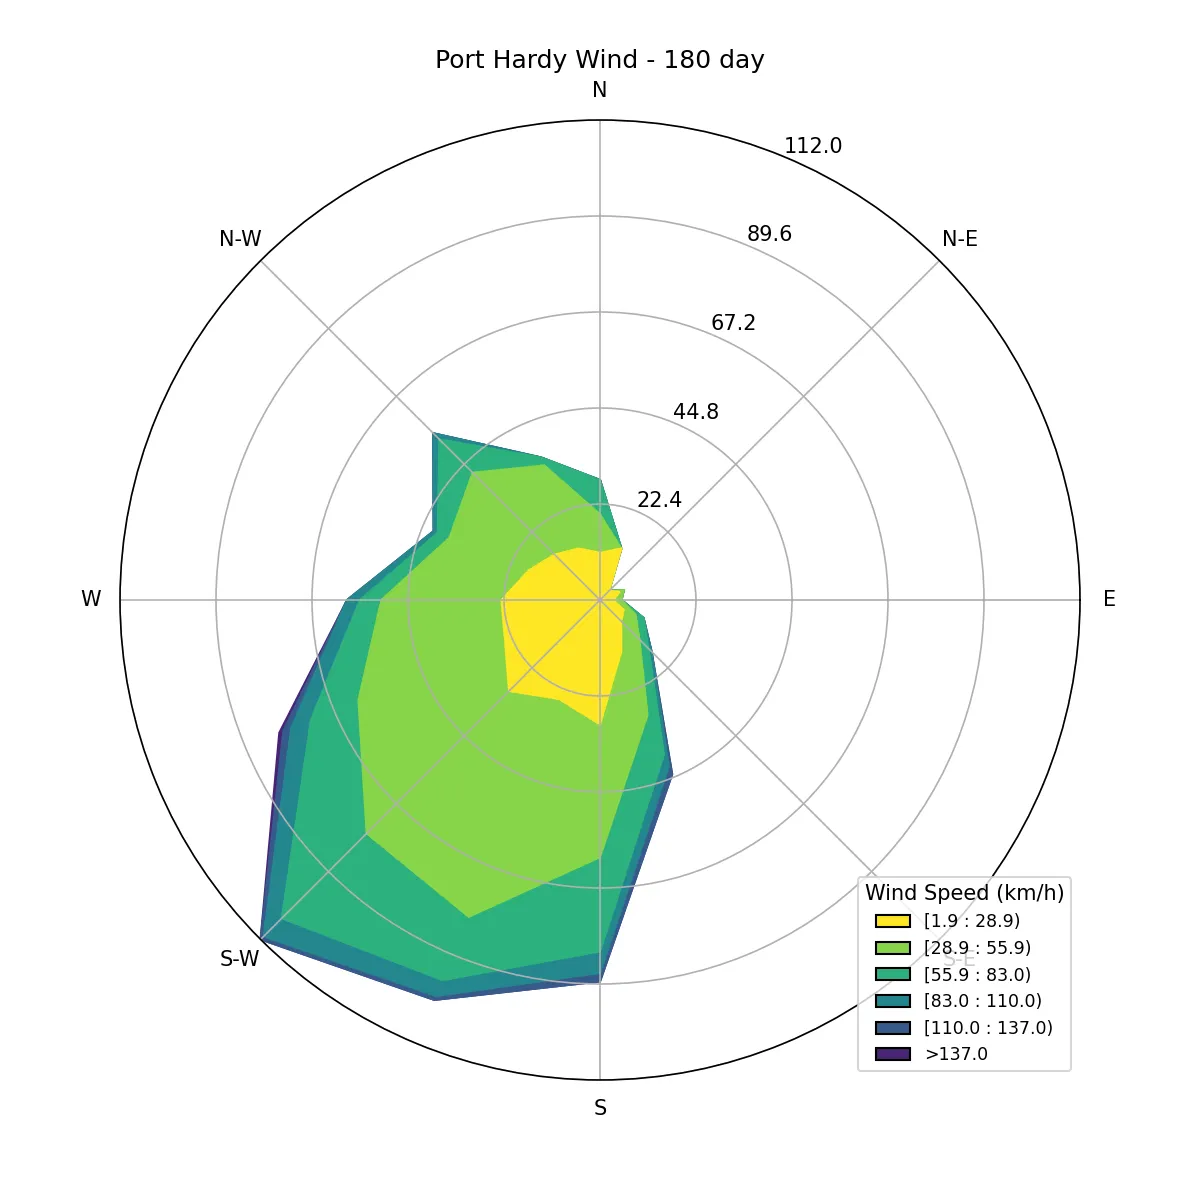 Port Hardy Wind - 180 day
N
112.0
N-W
89.6
N-E
67.2
44.8
22.4
W
E
S-W
S-E
Wind Speed (km/h)
[1.9 : 28.9)
[28.9 : 55.9)
[55.9 : 83.0)
[83.0 : 110.0)
[110.0 : 137.0)
>137.0
S